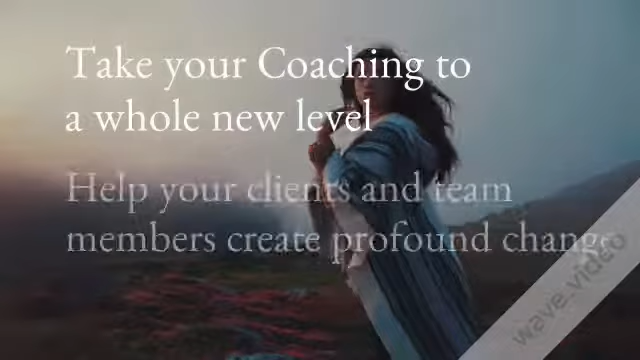 Take your Coaching to
a whole new level
Help your clients and team
members create profound change
wave.video